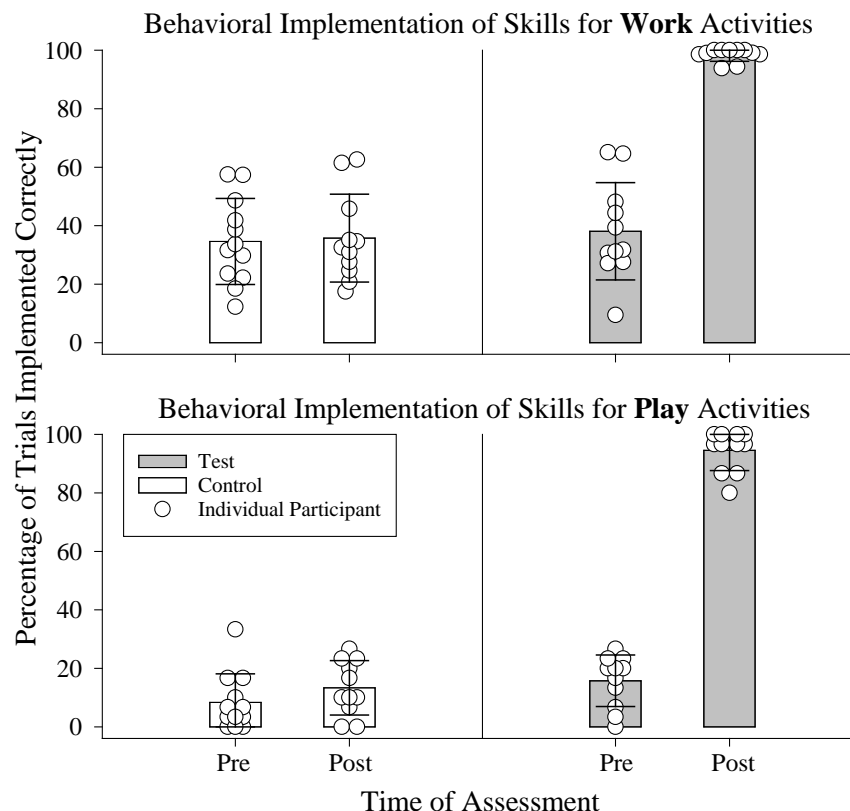 Behavioral Implementation of Skills for Work Activities
100
80
60
40
20
0
Percentage of Trials Implemented Correctly
Behavioral Implementation of Skills for Play Activities
100
80
60
40
20
0
Test
Control
Individual Participant
Pre Post Pre Post
Time of Assessment